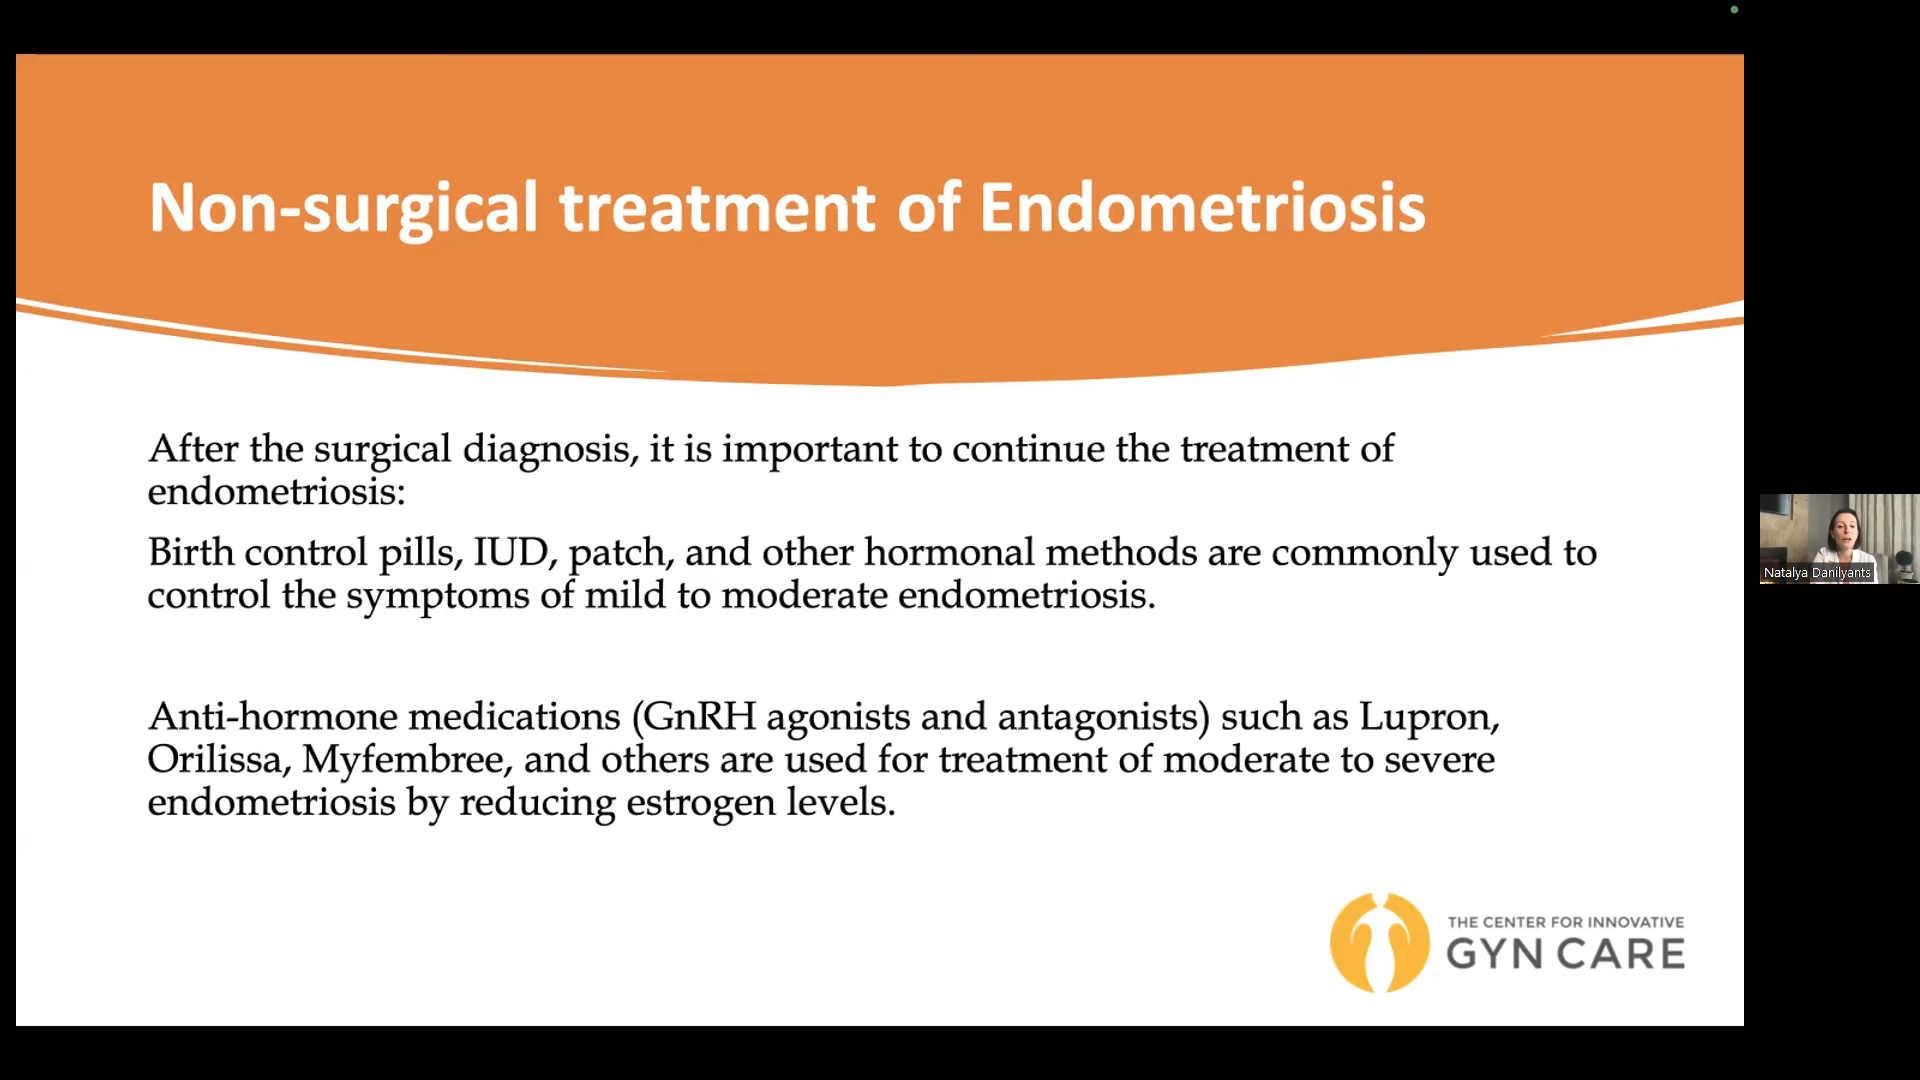 Non-surgical treatment of Endometriosis
After the surgical diagnosis, it is important to continue the treatment of
endometriosis:
Birth control pills, IUD, patch, and other hormonal methods are commonly used to
control the symptoms of mild to moderate endometriosis.
Anti-hormone medications (GnRH agonists and antagonists) such as Lupron,
Orilissa, Myfembree, and others are used for treatment of moderate to severe
endometriosis by reducing estrogen levels.
THE CENTER FOR INNOVATIVE
GYN CARE
Natalya Danilyants